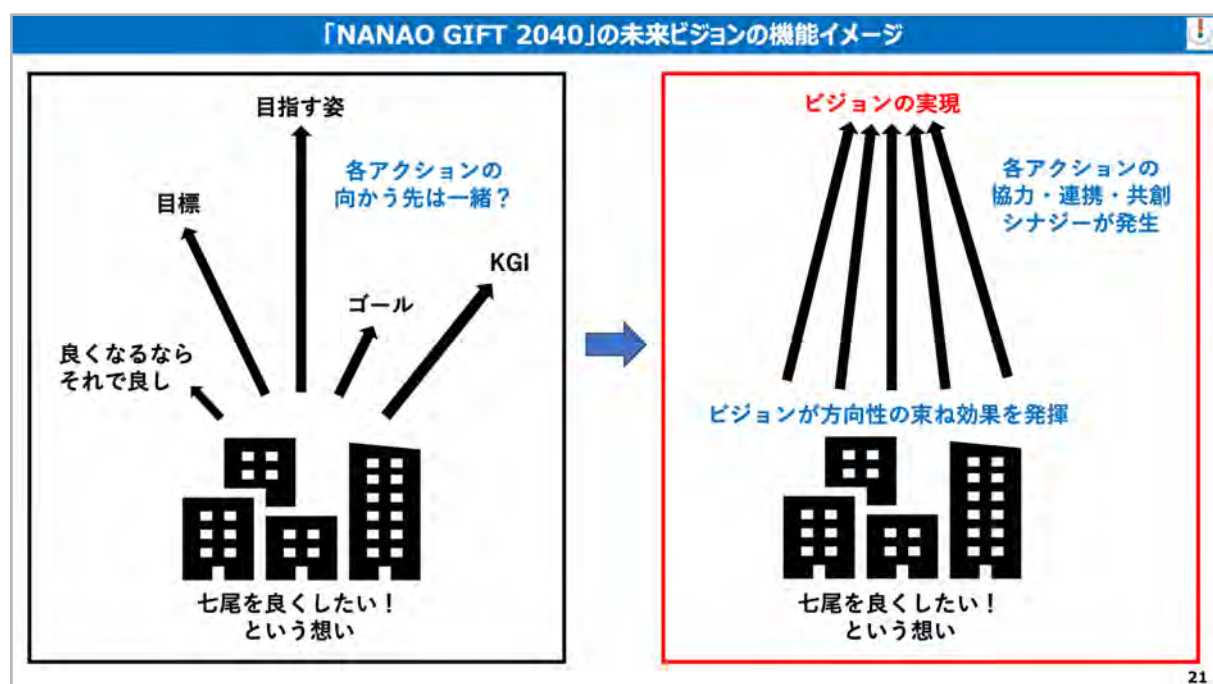 「NANAO GIFT 2040」の未来ビジョンの機能イメージ
目指す姿
各アクションの
向かう先は一緒？
目標
KGI
ゴール
良くなるなら
それで良し
七尾を良くしたい！
という想い
ビジョンの実現
各アクションの
協力・連携・共創
シナジーが発生
ビジョンが方向性の束ね効果を発揮
七尾を良くしたい！
という想い
21